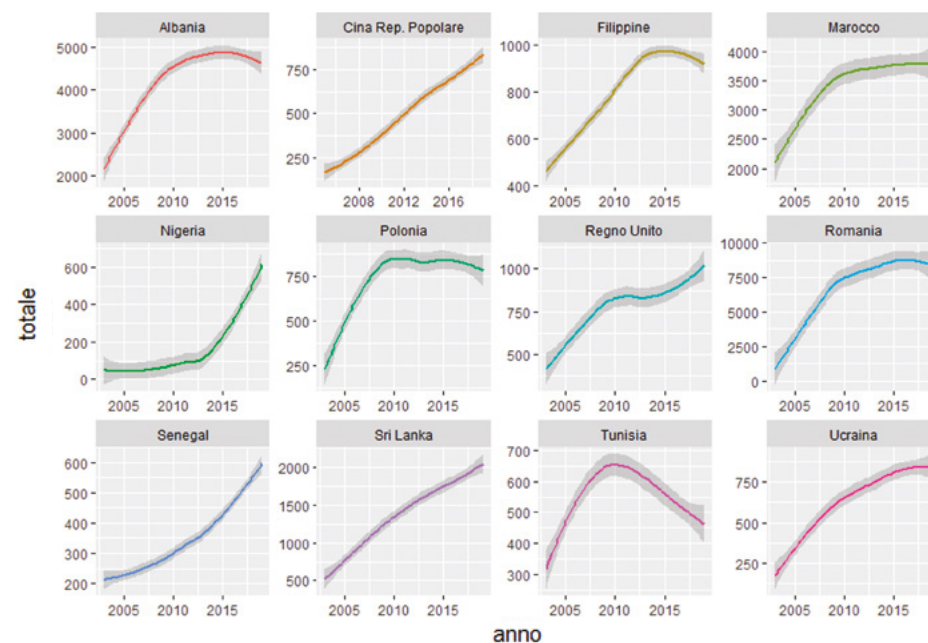 Albania
Cina Rep. Popolare
Filippine
Marocco
5000
4000
3000
2000
750
500
250
1000
800
600
400
4000
3500
3000
2500
2000
2005 2010 2015
2008 2012 2016
2005 2010 2015
2005 2010 2015
totale
Nigeria
Polonia
Regno Unito
Romania
600
400
200
0
750
500
250
1000
750
500
10000
7500
5000
2500
0
2005 2010 2015
2005 2010 2015
2005 2010 2015
2005 2010 2015
Senegal
Sri Lanka
Tunisia
Ucraina
600
500
400
300
200
2000
1500
1000
500
700
600
500
400
300
750
500
250
2005 2010 2015
2005 2010 2015
2005 2010 2015
2005 2010 2015
anno